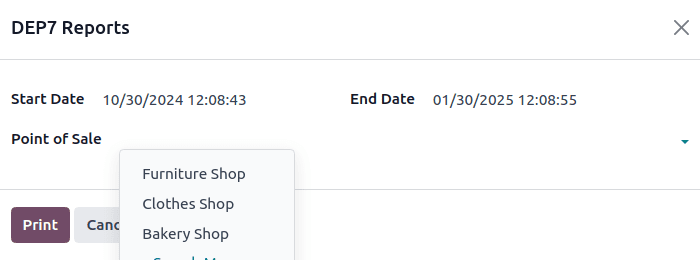 DEP7 Reports
Start Date 10/30/2024 12:08:43 End Date 01/30/2025 12:08:55
Point of Sale
Furniture Shop
Clothes Shop
Bakery Shop
Print